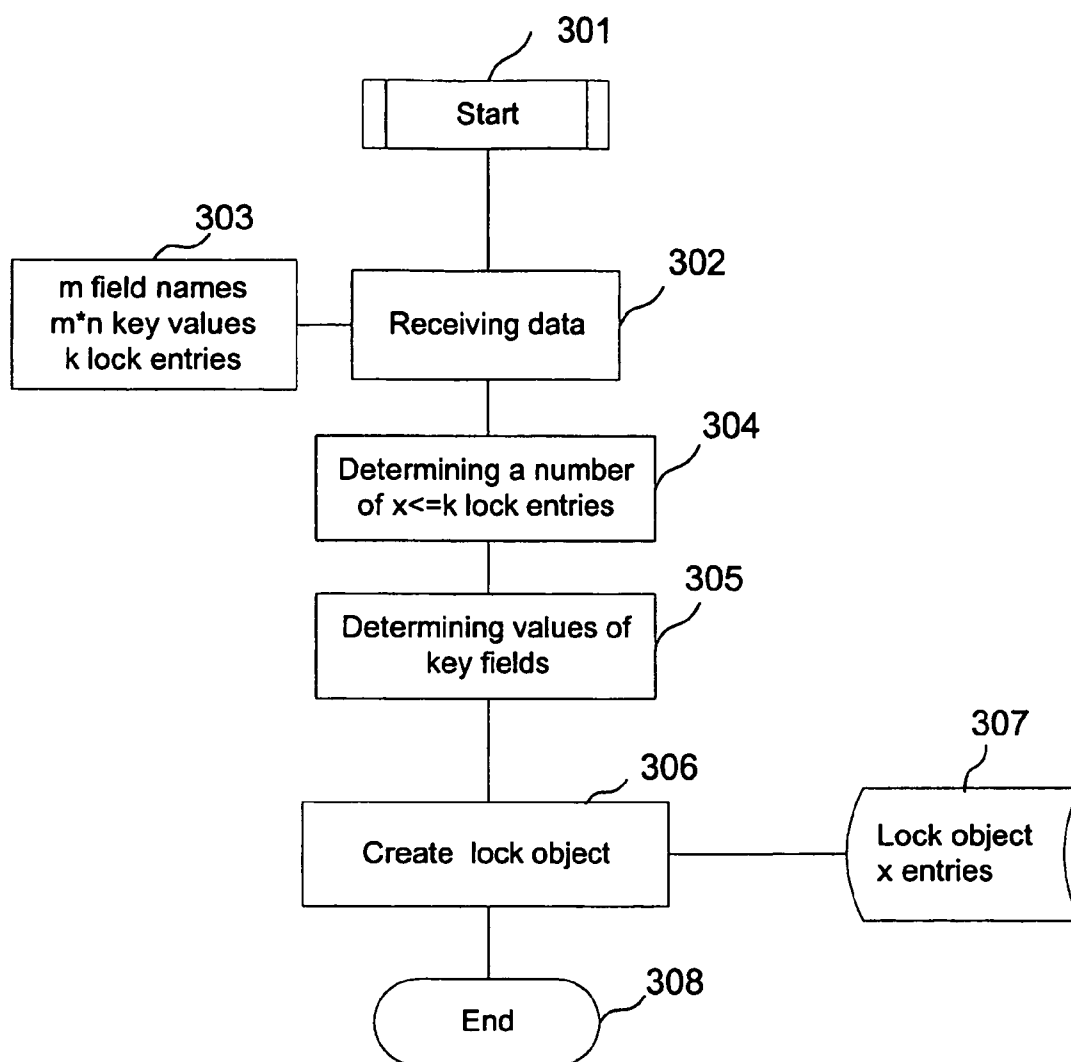 301
Start
303
m field names
m*n key values
k lock entries
302
Receiving data
304
Determining a number
of x<=k lock entries
305
Determining values of
key fields
306
Create lock object
307
Lock object
x entries
308
End